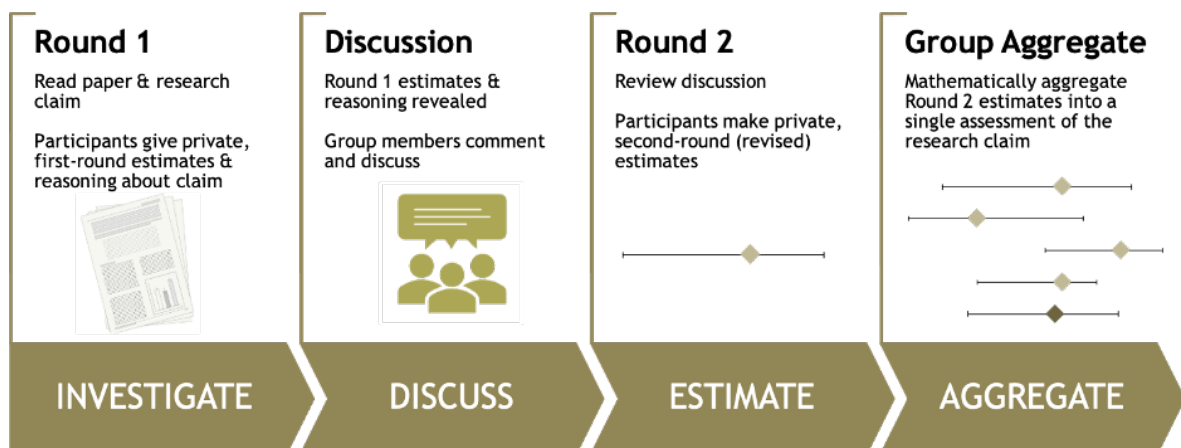 Round 1
Read paper & research
claim
Participants give private,
first-round estimates &
reasoning about claim
INVESTIGATE
Discussion
Round 1 estimates &
reasoning revealed
Group members comment
and discuss
DISCUSS
Round 2
Review discussion
Participants make private,
second-round (revised)
estimates
ESTIMATE
Group Aggregate
Mathematically aggregate
Round 2 estimates into a
single assessment of the
research claim
AGGREGATE